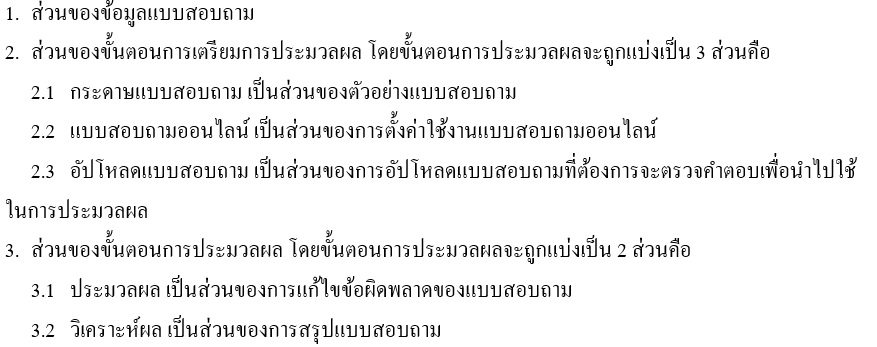 1. ส่วนของข้อมูลแบบสอบถาม
2. ส่วนของขั้นตอนการเตรียมการประมวลผล โดยขั้นตอนการประมวลผลจะถูกแบ่งเป็น 3 ส่วนคือ
2.1 กระดาษแบบสอบถาม เป็นส่วนของตัวอย่างแบบสอบถาม
2.2 แบบสอบถามออนไลน์ เป็นส่วนของการตั้งค่าใช้งานแบบสอบถามออนไลน์
2.3 อัปโหลดแบบสอบถาม เป็นส่วนของการอัปโหลดแบบสอบถามที่ต้องการจะตรวจคำตอบเพื่อนำไปใช้
ในการประมวลผล
3. ส่วนของขั้นตอนการประมวลผล โดยขั้นตอนการประมวลผลจะถูกแบ่งเป็น 2 ส่วนคือ
3.1 ประมวลผล เป็นส่วนของการแก้ไขข้อผิดพลาดของแบบสอบถาม
3.2 วิเคราะห์ผล เป็นส่วนของการสรุปแบบสอบถาม